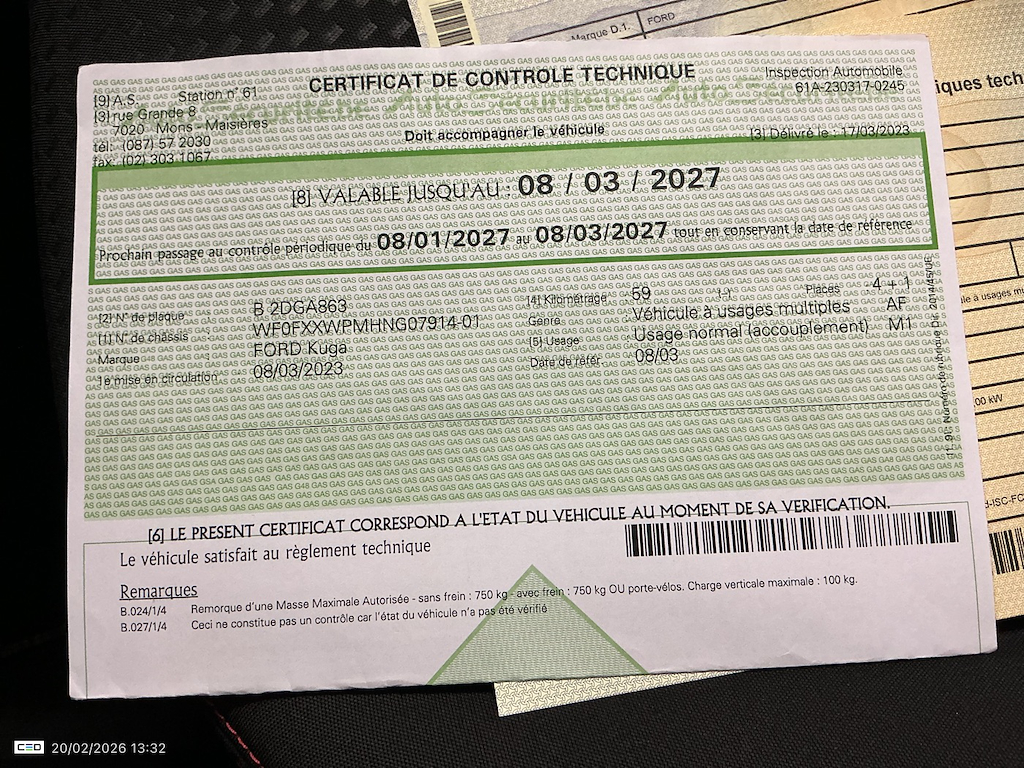 Marque D.1. FORD
CERTIFICAT DE CONTROLE TECHNIQUE
[9] A.S. Station n° 61
[3] rue Grande 8
7020 - Mons - Maisières
tél: (087) 57 2030
fax: (02) 303 1067
Inspection Automobile
61A-230317-0245
iques tech
Doit accompagner le véhicule
[3] Délivré le : 17/03/2023
[8] VALABLE JUSQU'AU : 08 / 03 / 2027
Prochain passage au contrôle périodique du 08/01/2027 au 08/03/2027 tout en conservant la date de référence
[2] N° de plaque B 2DGA863
[1] N° de châssis WF0FXXWPMHNG07914-01
Marque FORD Kuga
1e mise en circulation 08/03/2023
[4] Kilométrage 59 Places -4 + 1
Genre Véhicule à usages multiples AF
[5] Usage Usage normal (accouplement) M1
Date de référ. 08/03
le à usages mu
00 kW
[6] LE PRESENT CERTIFICAT CORRESPOND A L'ETAT DU VEHICULE AU MOMENT DE SA VERIFICATION.
Le véhicule satisfait au règlement technique
Remarques
B.024/1/4 Remorque d'une Masse Maximale Autorisée - sans frein : 750 kg - avec frein : 750 kg OU porte-vélos. Charge verticale maximale : 100 kg.
B.027/1/4 Ceci ne constitue pas un contrôle car l'état du véhicule n'a pas été vérifié
CEO 20/02/2026 13:32